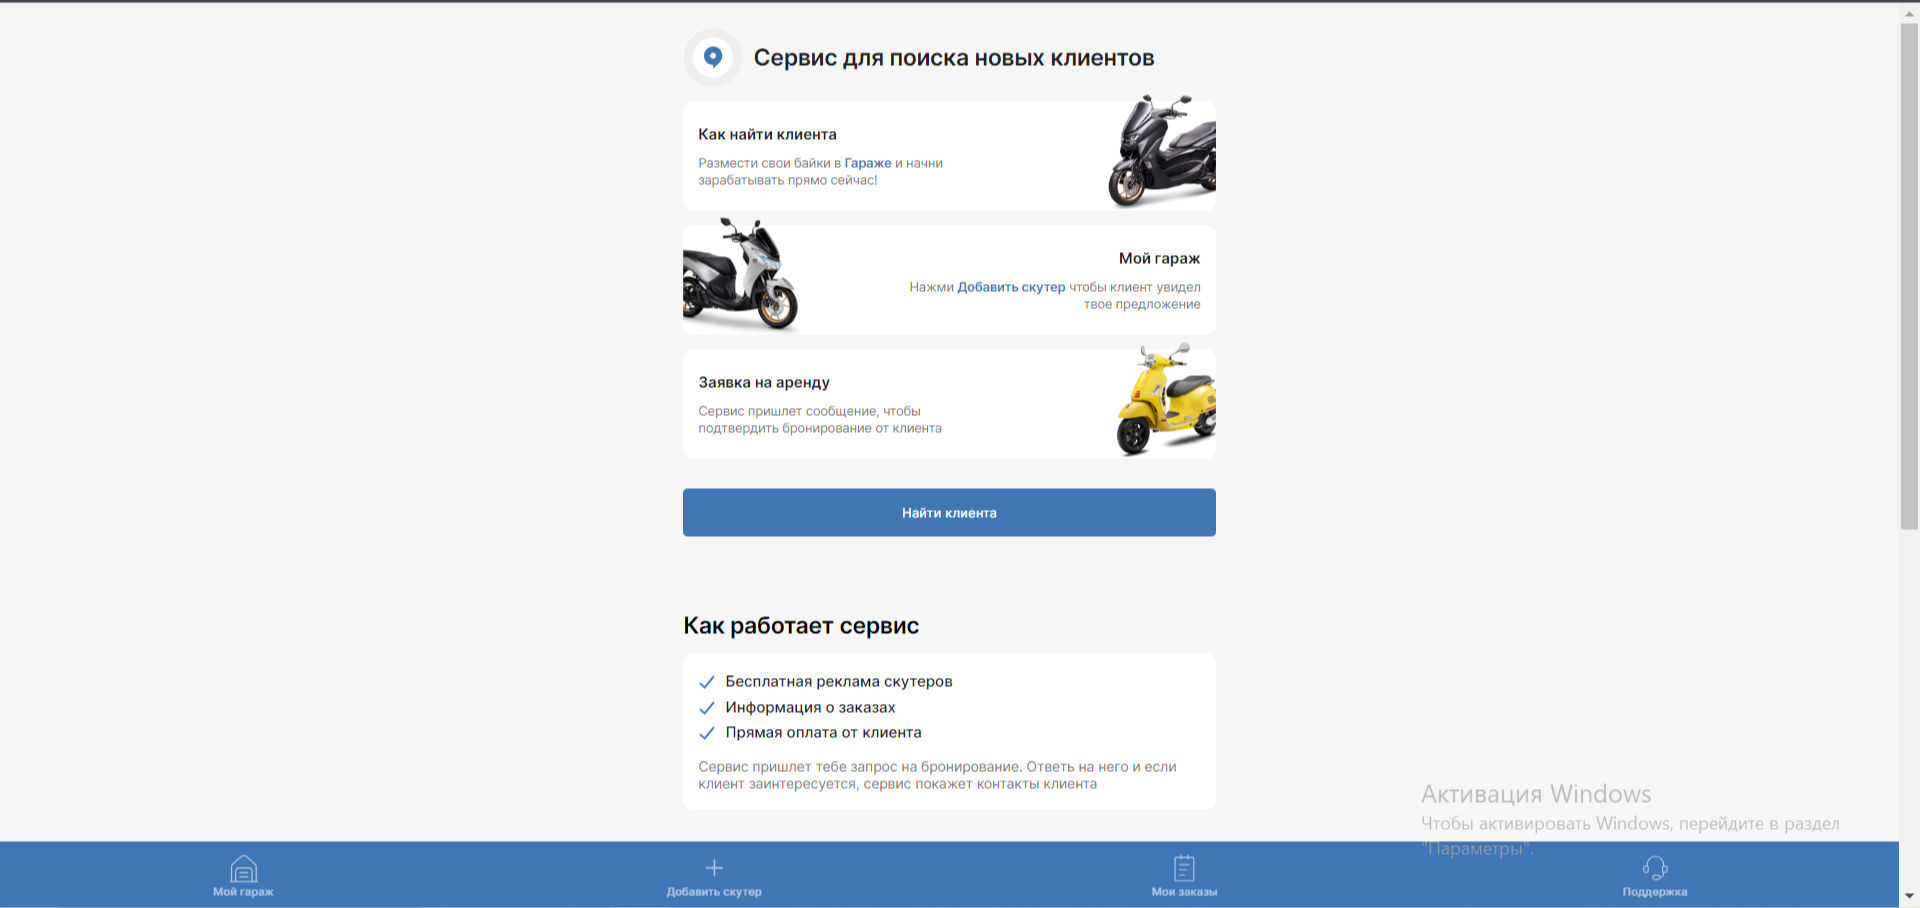 Сервис для поиска новых клиентов
Как найти клиента
Размести свои байки в Гараже и начни
зарабатывать прямо сейчас!
Мой гараж
Нажми Добавить скутер чтобы клиент увидел
твое предложение
Заявка на аренду
Сервис пришлет сообщение, чтобы
подтвердить бронирование от клиента
Найти клиента
Как работает сервис
Бесплатная реклама скутеров
Информация о заказах
Прямая оплата от клиента
Сервис пришлет тебе запрос на бронирование. Ответь на него и если
клиент заинтересуется, сервис покажет контакты клиента
Активация Windows
Чтобы активировать Windows, перейдите в раздел
"Параметры".
Мой гараж
Добавить скутер
Мои заказы
Поддержка